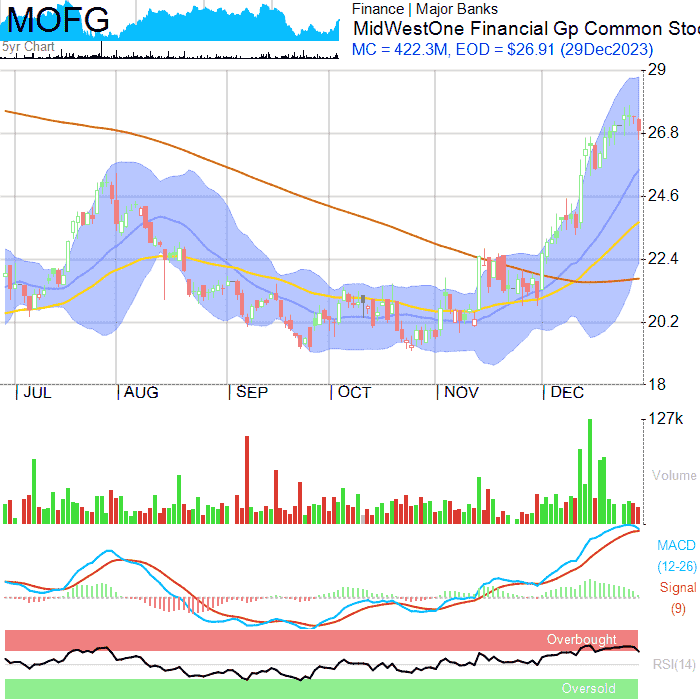 MOFG
Finance | Major Banks
MidWestOne Financial Gp Common Stoc
MC = 422.3M, EOD = $26.91 (29Dec2023)
5yr Chart
29
26.8
24.6
22.4
20.2
18
JUL AUG SEP OCT NOV DEC
127k
Volume
MACD
(12-26)
Signal
(9)
Overbought
RSI(14)
Oversold